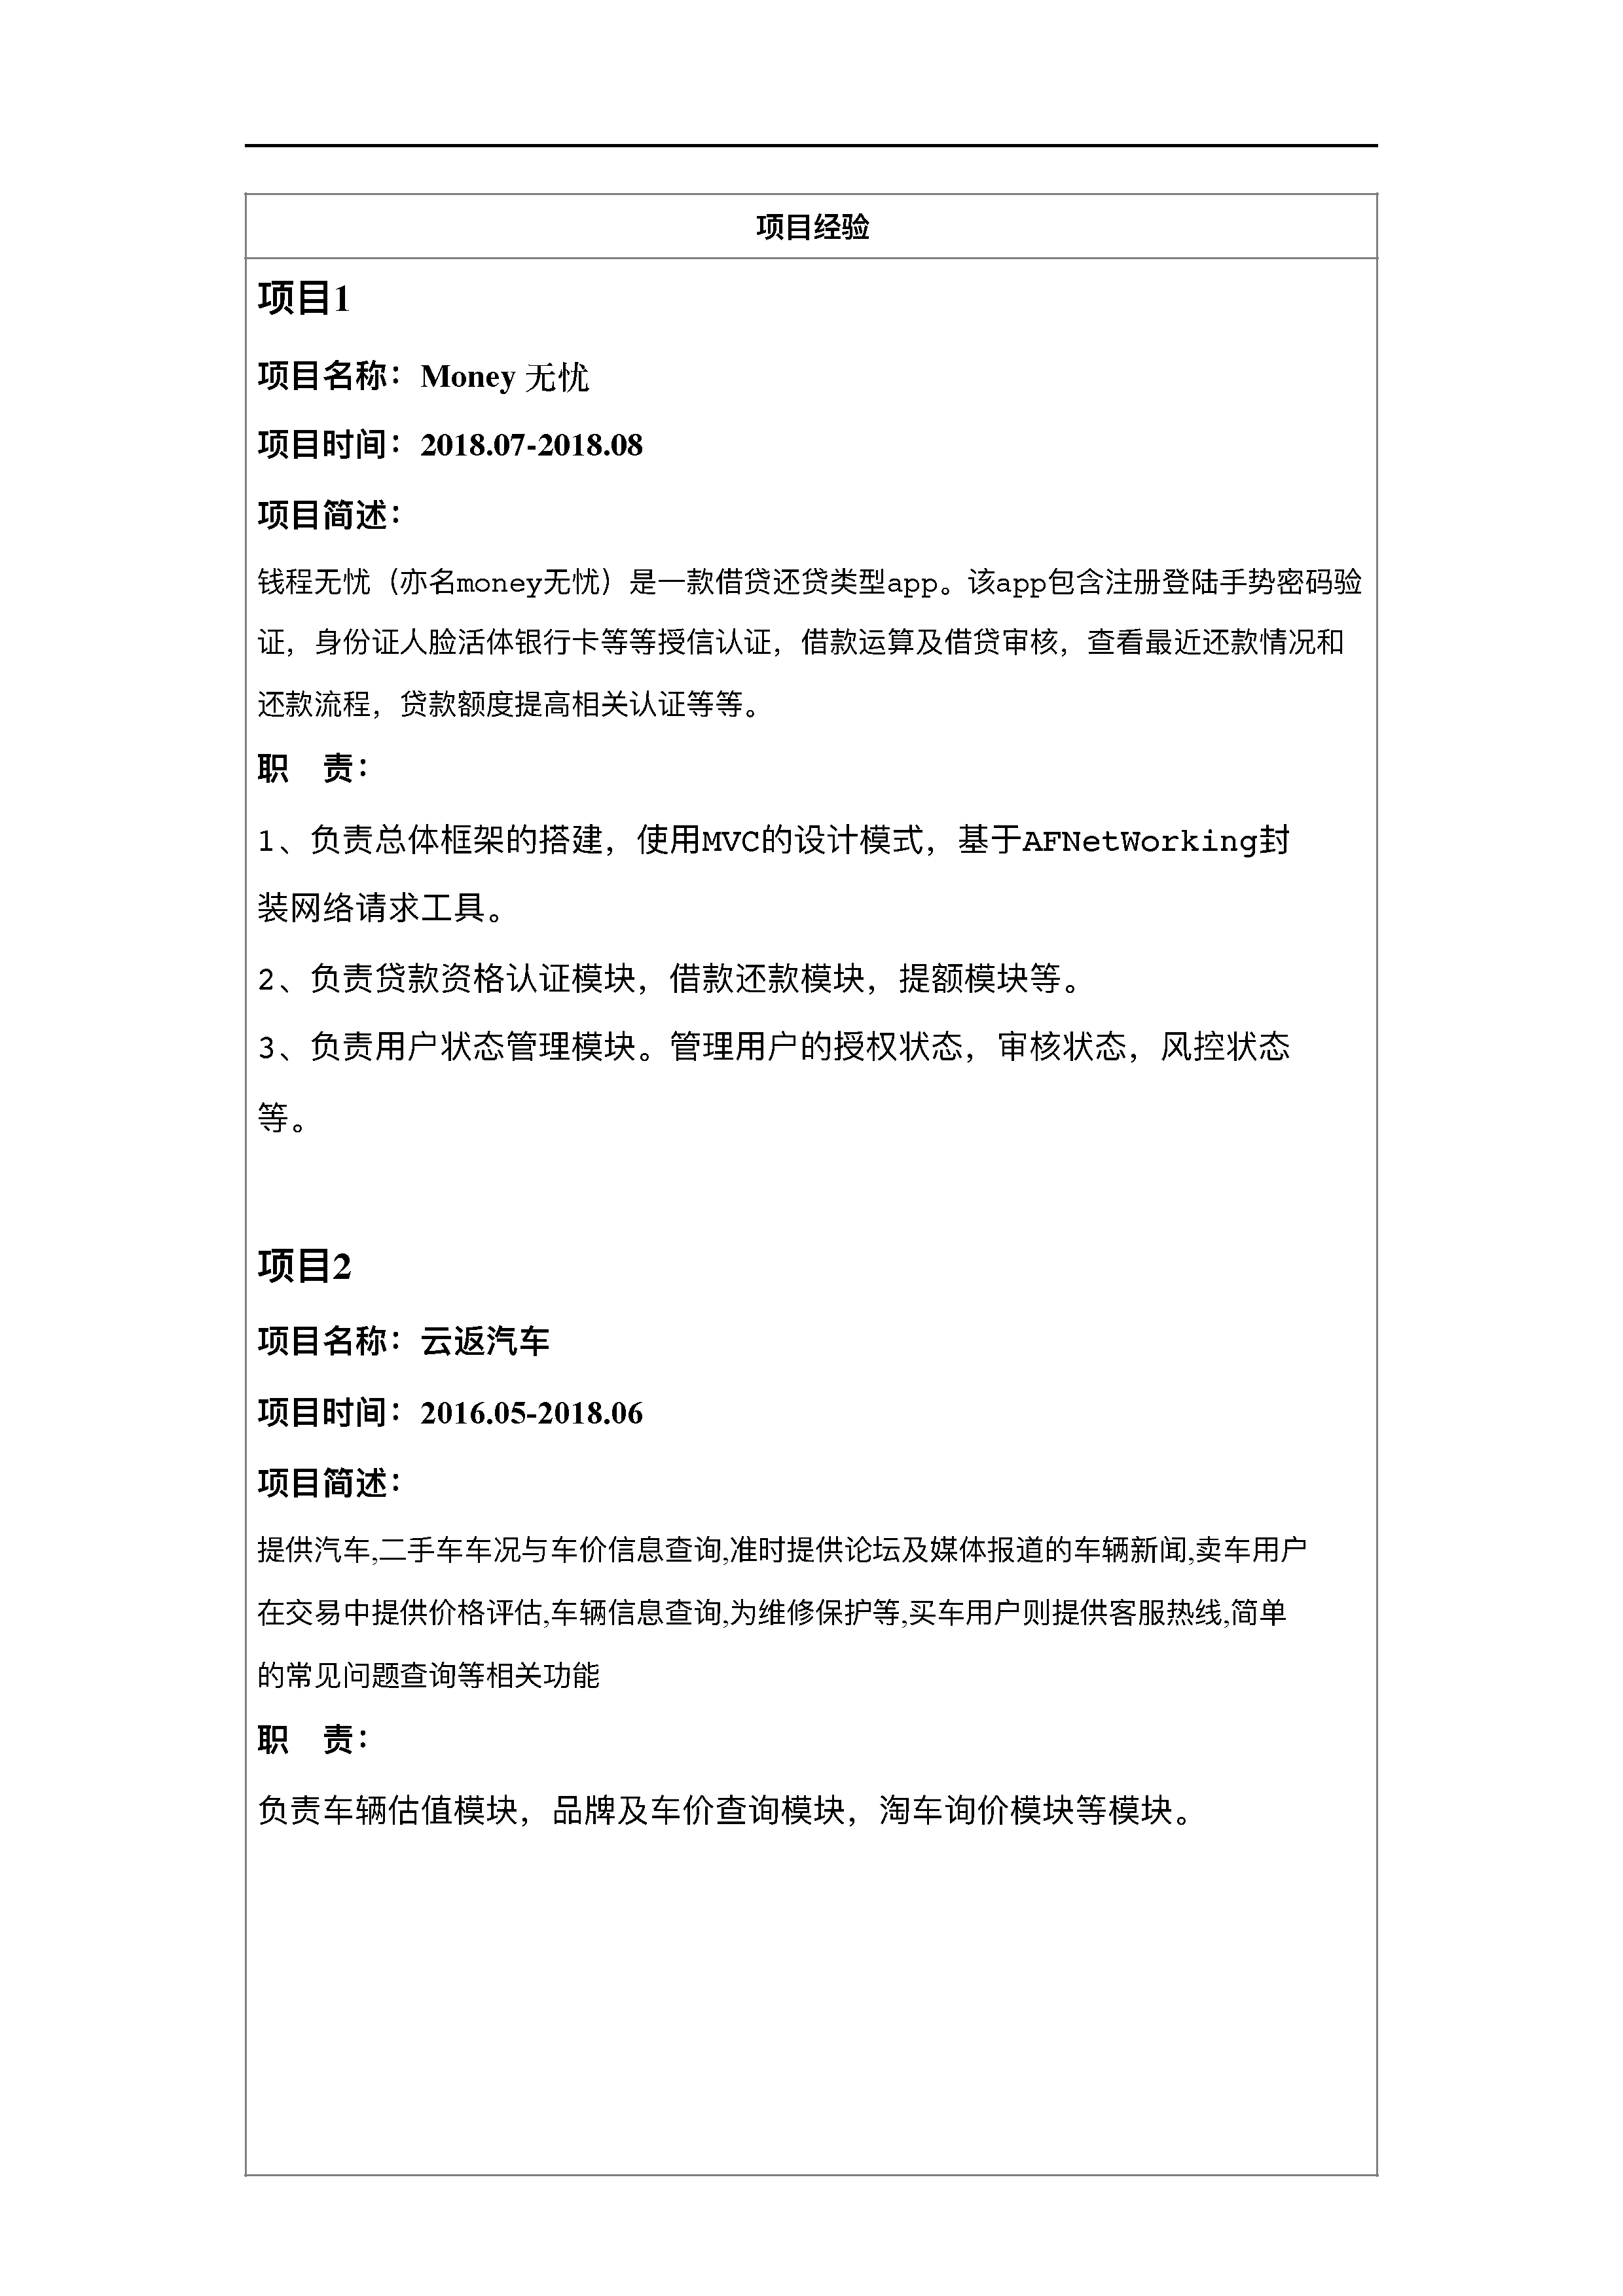 项目经验
项目1
项目名称：Money 无忧
项目时间：2018.07-2018.08
项目简述：
钱程无忧（亦名money无忧）是一款借贷还贷类型app。该app包含注册登陆手势密码验
证，身份证人脸活体银行卡等等授信认证，借款运算及借贷审核，查看最近还款情况和
还款流程，贷款额度提高相关认证等等。
职　责：
1、负责总体框架的搭建，使用MVC的设计模式，基于AFNetWorking封
装网络请求工具。
2、负责贷款资格认证模块，借款还款模块，提额模块等。
3、负责用户状态管理模块。管理用户的授权状态，审核状态，风控状态
等。
项目2
项目名称：云返汽车
项目时间：2016.05-2018.06
项目简述：
提供汽车,二手车车况与车价信息查询,准时提供论坛及媒体报道的车辆新闻,卖车用户
在交易中提供价格评估,车辆信息查询,为维修保护等,买车用户则提供客服热线,简单
的常见问题查询等相关功能
职　责：
负责车辆估值模块，品牌及车价查询模块，淘车询价模块等模块。